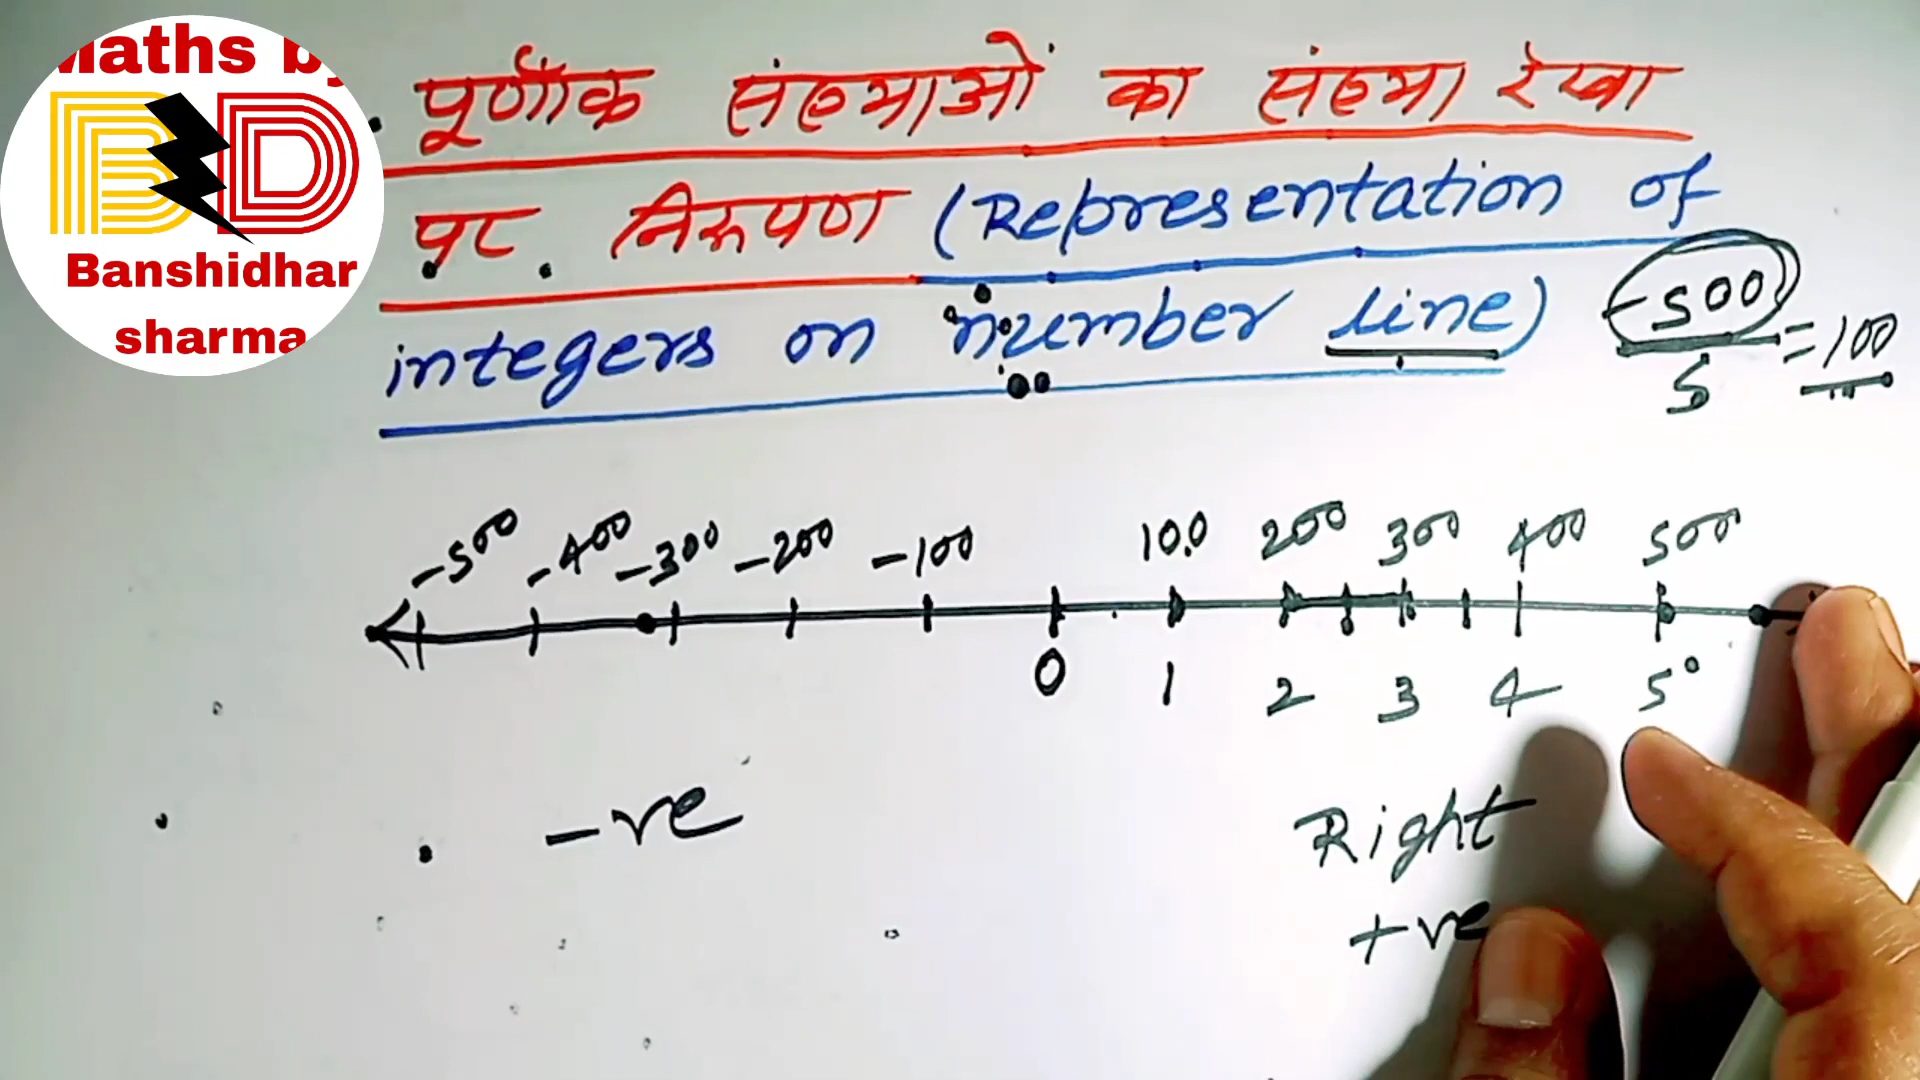 Maths by
BD
Banshidhar
sharma
पूर्णांक संख्याओं का संख्या रेखा
पर निरूपण (Representation of
integers on number line)
-500
5
=100
-500 -400 -300 -200 -100 100 200 300 400 500
0 1 2 3 4 5
-ve
Right
+ve